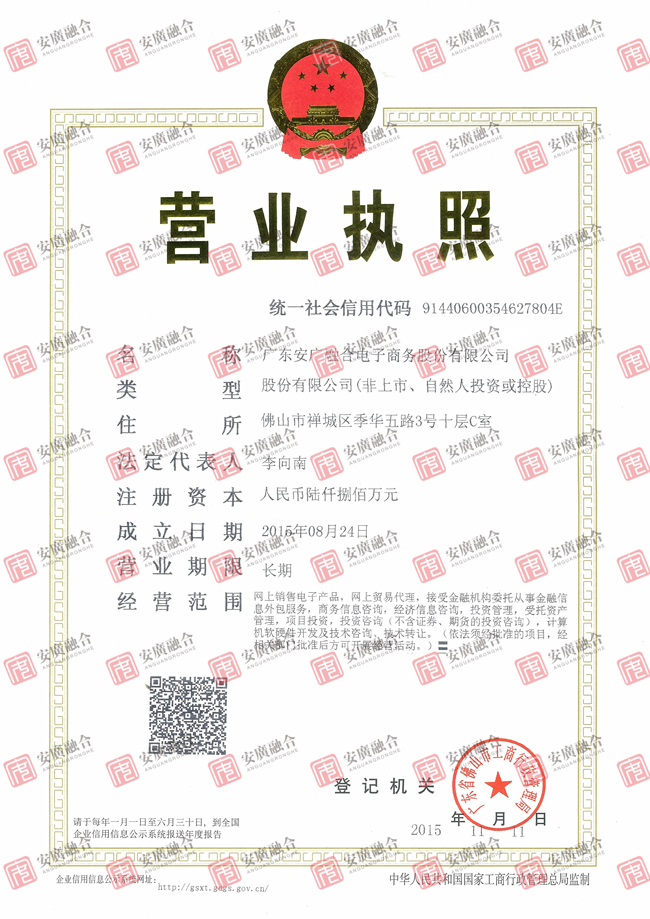 营业执照
统一社会信用代码 91440600354627804E
名称 广东安广融合电子商务股份有限公司
类型 股份有限公司(非上市、自然人投资或控股)
住所 佛山市禅城区季华五路3号十层C室
法定代表人 李向南
注册资本 人民币陆仟捌佰万元
成立日期 2015年08月24日
营业期限 长期
经营范围 网上销售电子产品，网上贸易代理，接受金融机构委托从事金融信
息外包服务，商务信息咨询，经济信息咨询，投资管理，受托资产
管理，项目投资，投资咨询（不含证券、期货的投资咨询），计算
机软硬件开发及技术咨询、技术转让。（依法须经批准的项目，经
相关部门批准后方可开展经营活动。）
登记机关
广东省佛山市工商行政管理局
2015 年 11 月 11 日
请于每年一月一日至六月三十日，到全国
企业信用信息公示系统报送年度报告
企业信用信息公示系统网址： http://gsxt.gdgs.gov.cn/
中华人民共和国国家工商行政管理总局监制
安廣融合
ANGUANGRONGHE